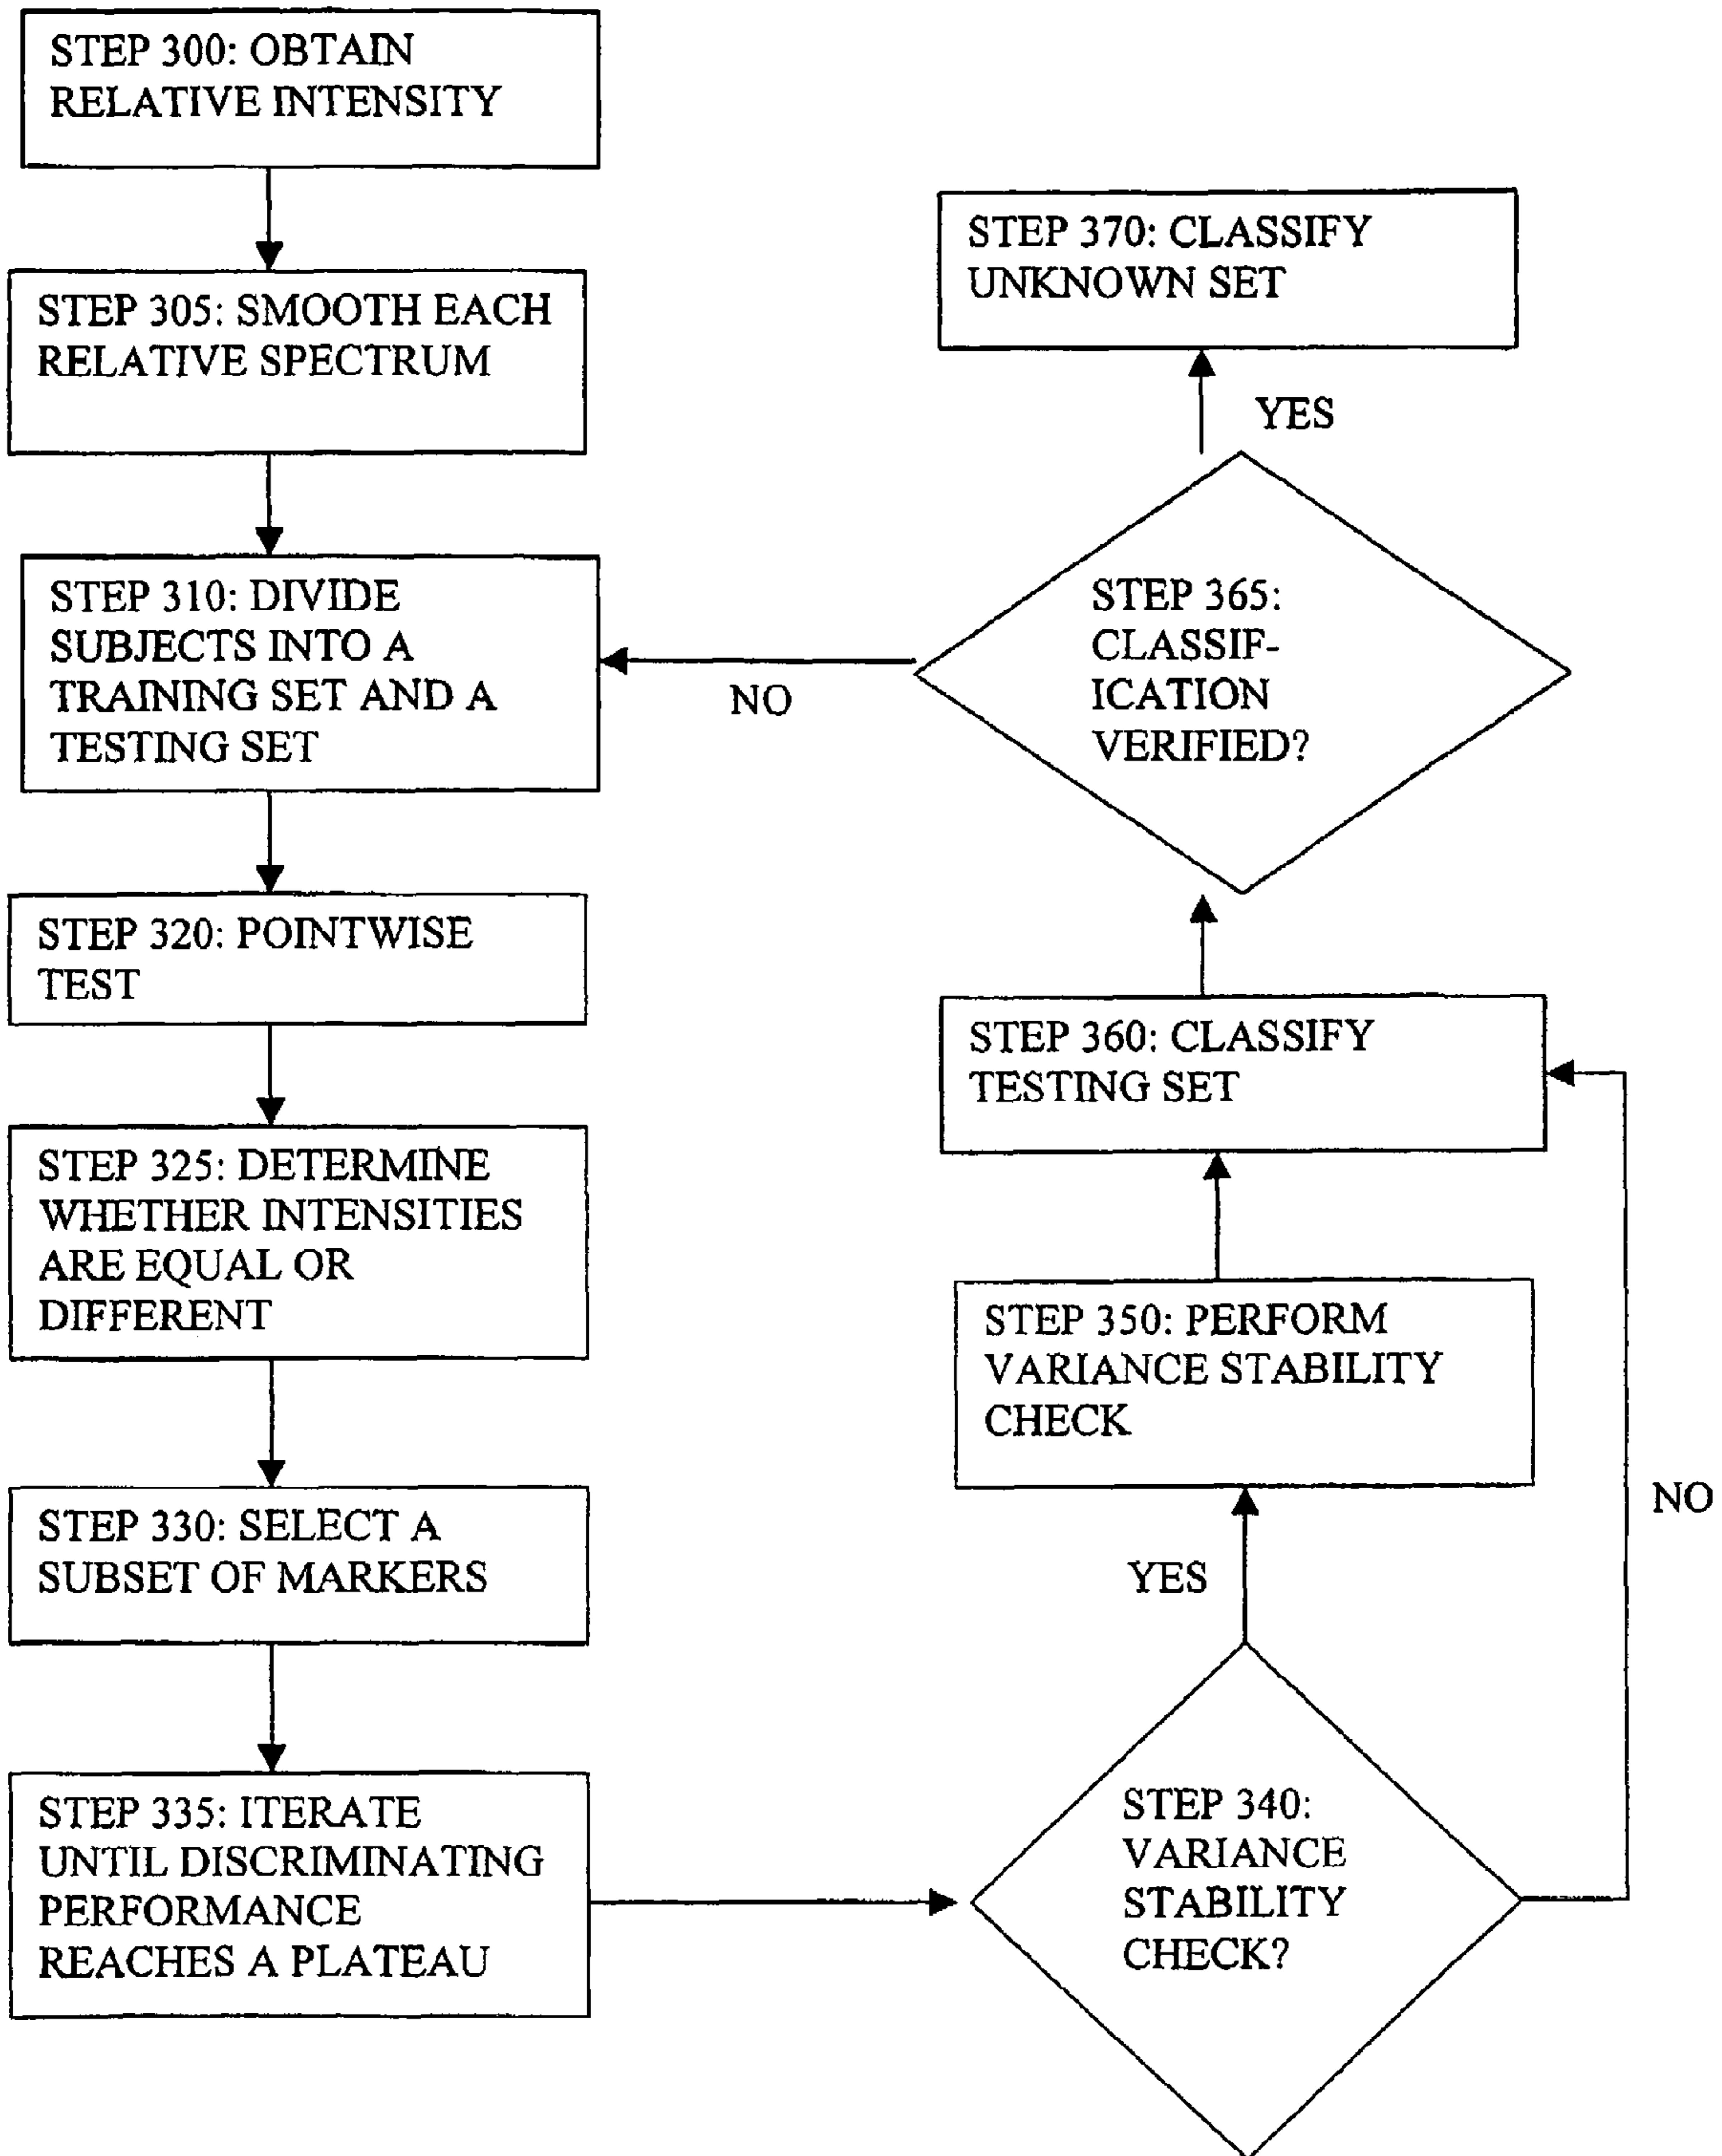 STEP 300: OBTAIN
RELATIVE INTENSITY
STEP 305: SMOOTH EACH
RELATIVE SPECTRUM
STEP 310: DIVIDE
SUBJECTS INTO A
TRAINING SET AND A
TESTING SET
STEP 320: POINTWISE
TEST
STEP 325: DETERMINE
WHETHER INTENSITIES
ARE EQUAL OR
DIFFERENT
STEP 330: SELECT A
SUBSET OF MARKERS
STEP 335: ITERATE
UNTIL DISCRIMINATING
PERFORMANCE
REACHES A PLATEAU
STEP 340:
VARIANCE
STABILITY
CHECK?
YES
NO
STEP 350: PERFORM
VARIANCE STABILITY
CHECK
STEP 360: CLASSIFY
TESTING SET
STEP 365:
CLASSIF-
ICATION
VERIFIED?
NO
YES
STEP 370: CLASSIFY
UNKNOWN SET